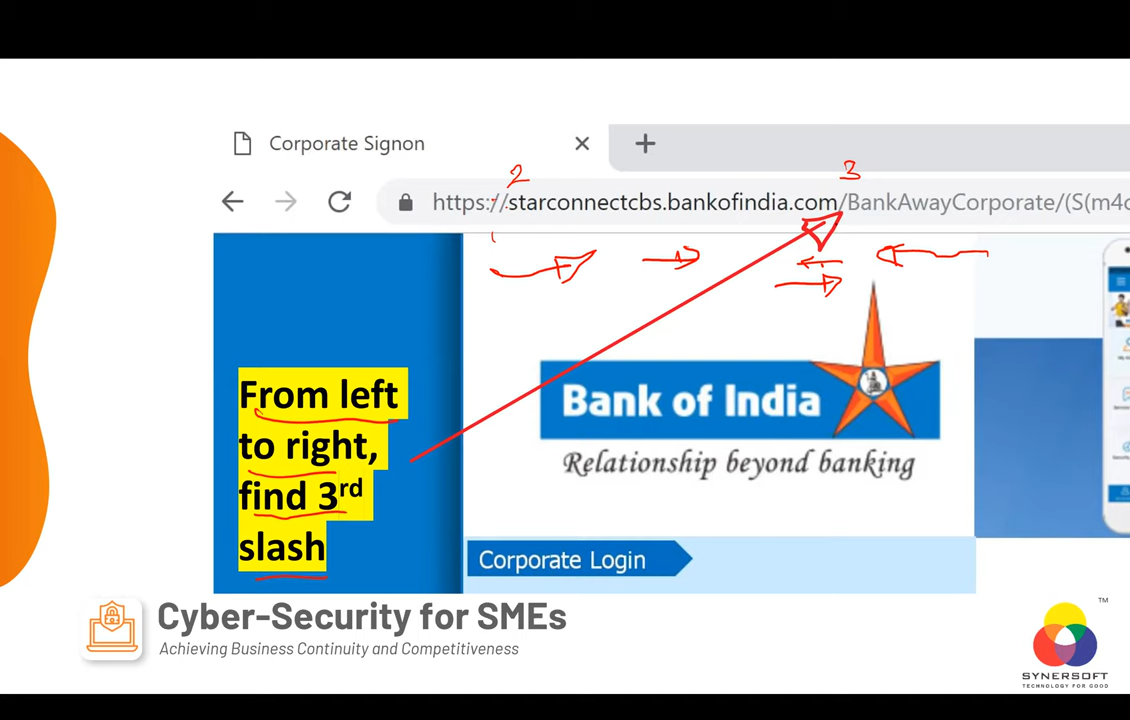 Corporate Signon
2
3
https://starconnectcbs.bankofindia.com/BankAwayCorporate/(S(m4c
From left
to right,
find 3rd
slash
Bank of India
Relationship beyond banking
Corporate Login
Cyber-Security for SMEs
Achieving Business Continuity and Competitiveness
TM
SYNERSOFT
TECHNOLOGY FOR GOOD